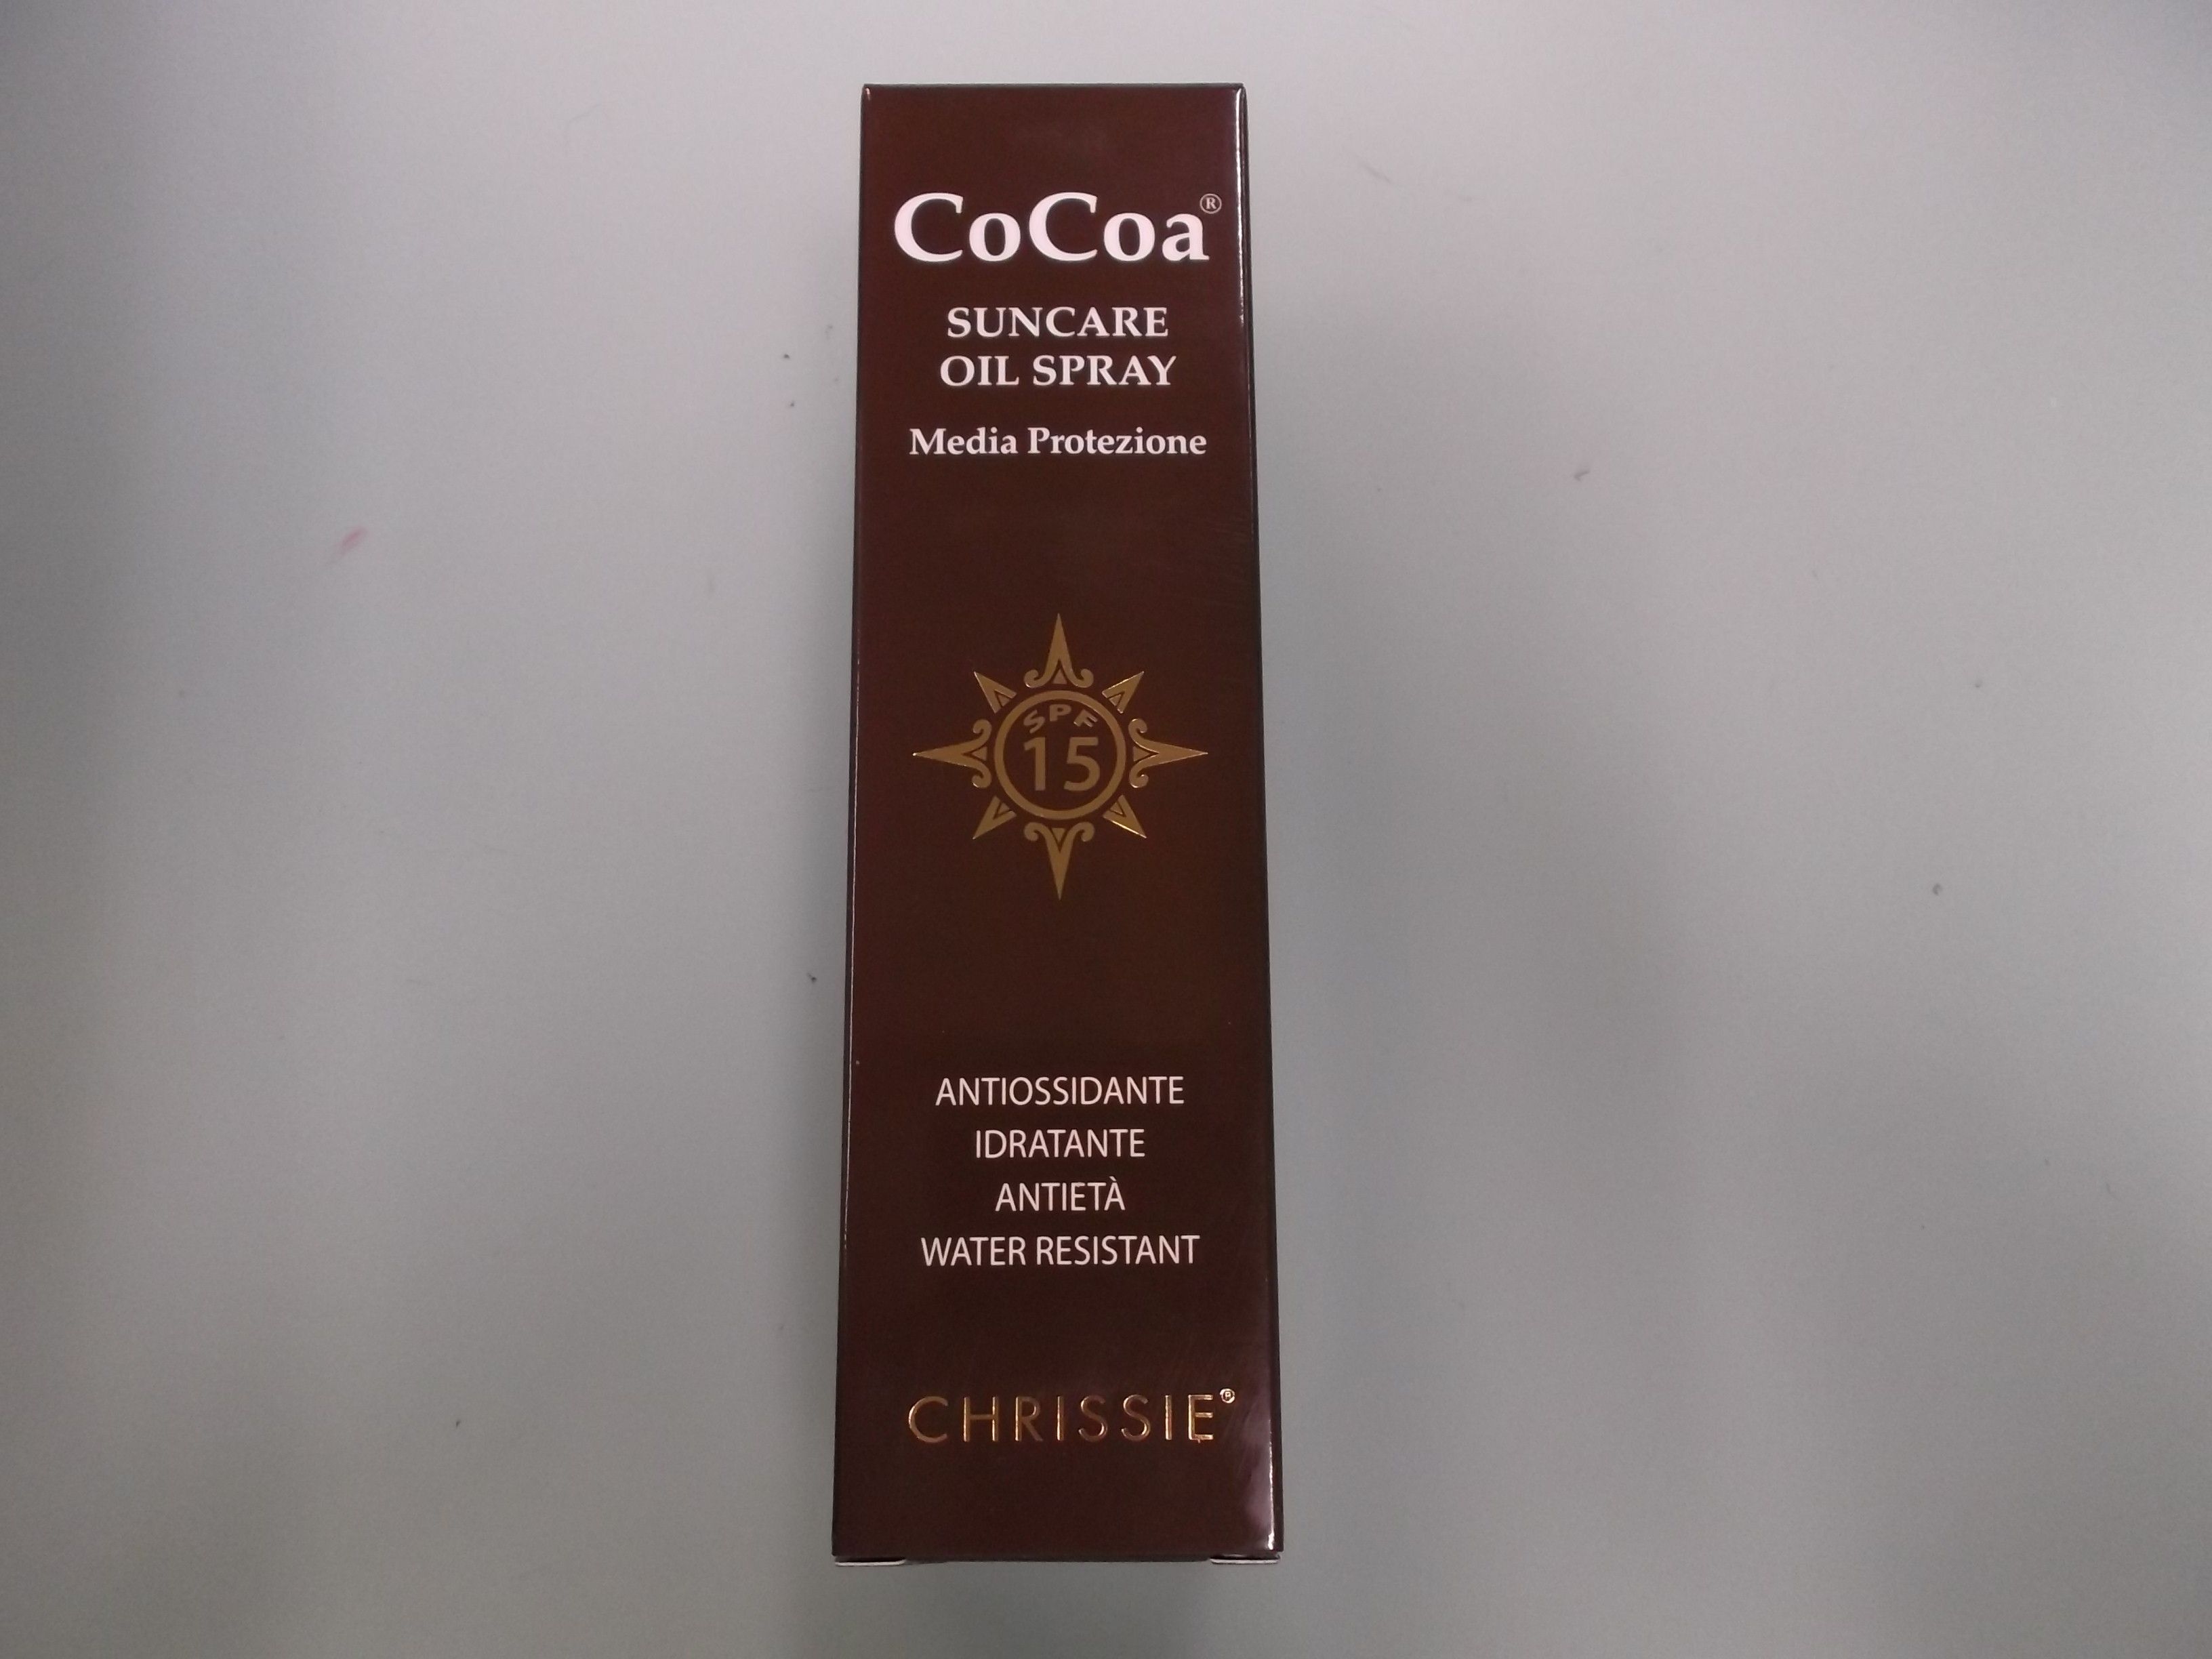 CoCoa®
SUNCARE
OIL SPRAY
Media Protezione
SPF
15
ANTIOSSIDANTE
IDRATANTE
ANTIETÀ
WATER RESISTANT
CHRISSIE®